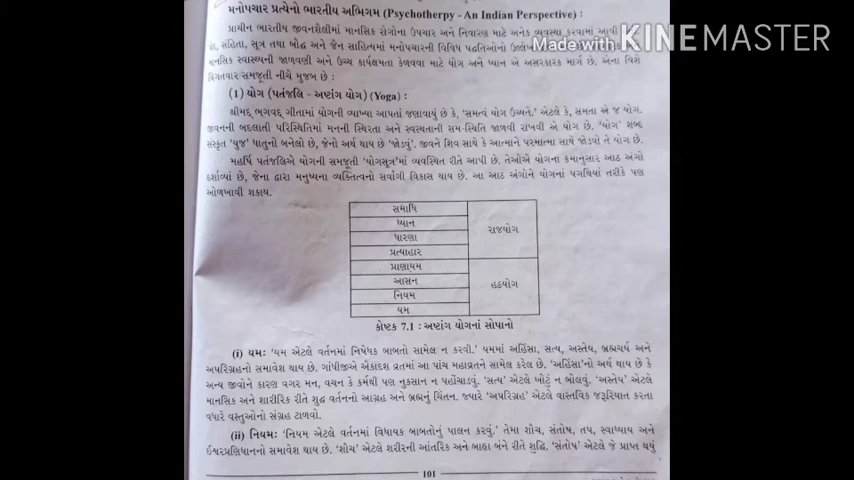 મનોપચાર પ્રત્યેનો ભારતીય અભિગમ (Psychotherpy - An Indian Perspective) :
પ્રાચીન ભારતીય જીવનશૈલીમાં માનસિક રોગોના ઉપચાર અને નિવારણ માટે અનેક વ્યવસ્થા કરવામાં આવી
Made with KINEMASTER
સંહિતા, સૂત્ર તથા બૌદ્ધ અને જૈન સાહિત્યમાં મનોપચારની વિવિધ પદ્ધતિઓનો
માનસિક સ્વાસ્થ્યની જાળવણી અને ઉચ્ચ કાર્યક્ષમતા કેળવવા માટે યોગ અને ધ્યાન એ અસરકારક માર્ગ છે. એના વિશે
વિગતવાર સમજૂતી નીચે મુજબ છે :
(1) યોગ (પતંજલિ - અષ્ટાંગ યોગ) (Yoga) :
શ્રીમદ્ ભગવદ્ ગીતામાં યોગની વ્યાખ્યા આપતાં જણાવાયું છે કે, 'સમત્વં યોગ ઉચ્યતે.' એટલે કે, સમતા એ જ યોગ.
જીવનની બદલાતી પરિસ્થિતિમાં મનની સ્થિરતા અને સ્વસ્થતાની સમ-સ્થિતિ જાળવી રાખવી એ યોગ છે. 'યોગ' શબ્દ
સંસ્કૃત 'યુજ' ધાતુનો બનેલો છે, જેનો અર્થ થાય છે 'જોડવું'. જીવને શિવ સાથે કે આત્માને પરમાત્મા સાથે જોડવો તે યોગ છે.
મહર્ષિ પતંજલિએ યોગની સમજૂતી 'યોગસૂત્ર'માં વ્યવસ્થિત રીતે આપી છે. તેઓએ યોગના ક્રમાનુસાર આઠ અંગો
દર્શાવ્યાં છે, જેના દ્વારા મનુષ્યના વ્યક્તિત્વનો સર્વાંગી વિકાસ થાય છે. આ આઠ અંગોને યોગનાં પગથિયાં તરીકે પણ
ઓળખાવી શકાય.
સમાધિ
ધ્યાન
ધારણા
પ્રત્યાહાર
રાજયોગ
પ્રાણાયામ
આસન
નિયમ
યમ
હઠયોગ
કોષ્ટક 7.1 : અષ્ટાંગ યોગનાં સોપાનો
(i) યમ: 'યમ એટલે વર્તનમાં નિષેધક બાબતો સામેલ ન કરવી.' યમમાં અહિંસા, સત્ય, અસ્તેય, બ્રહ્મચર્ય અને
અપરિગ્રહનો સમાવેશ થાય છે. ગાંધીજીએ એકાદશ વ્રતમાં આ પાંચ મહાવ્રતને સામેલ કરેલ છે. 'અહિંસા'નો અર્થ થાય છે કે
અન્ય જીવોને કારણ વગર મન, વચન કે કર્મથી પણ નુકસાન ન પહોંચાડવું. 'સત્ય' એટલે ખોટું ન બોલવું. 'અસ્તેય' એટલે
માનસિક અને શારીરિક રીતે શુદ્ધ વર્તનનો આગ્રહ અને બ્રહ્મનું ચિંતન. જ્યારે 'અપરિગ્રહ' એટલે વાસ્તવિક જરૂરિયાત કરતા
વધારે વસ્તુઓનો સંગ્રહ ટાળવો.
(ii) નિયમ: 'નિયમ એટલે વર્તનમાં વિધાયક બાબતોનું પાલન કરવું.' તેમા શોચ, સંતોષ, તપ, સ્વાધ્યાય અને
ઈશ્વરપ્રણિધાનનો સમાવેશ થાય છે. 'શોચ' એટલે શરીરની આંતરિક અને બાહ્ય બંને રીતે શુદ્ધિ. 'સંતોષ' એટલે જે પ્રાપ્ત થયું
101